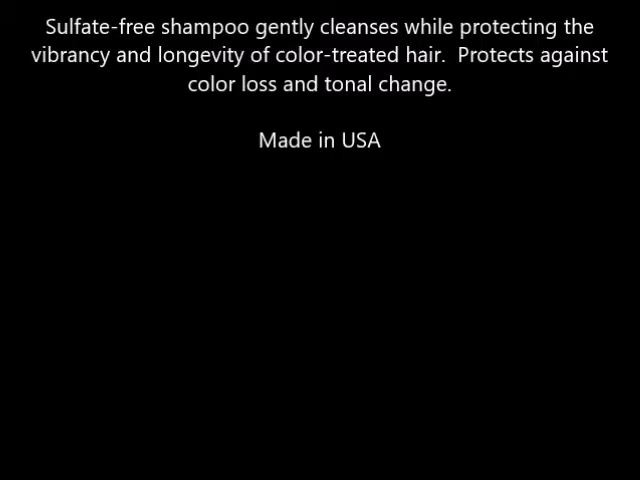 Sulfate-free shampoo gently cleanses while protecting the
vibrancy and longevity of color-treated hair.  Protects against
color loss and tonal change.
Made in USA